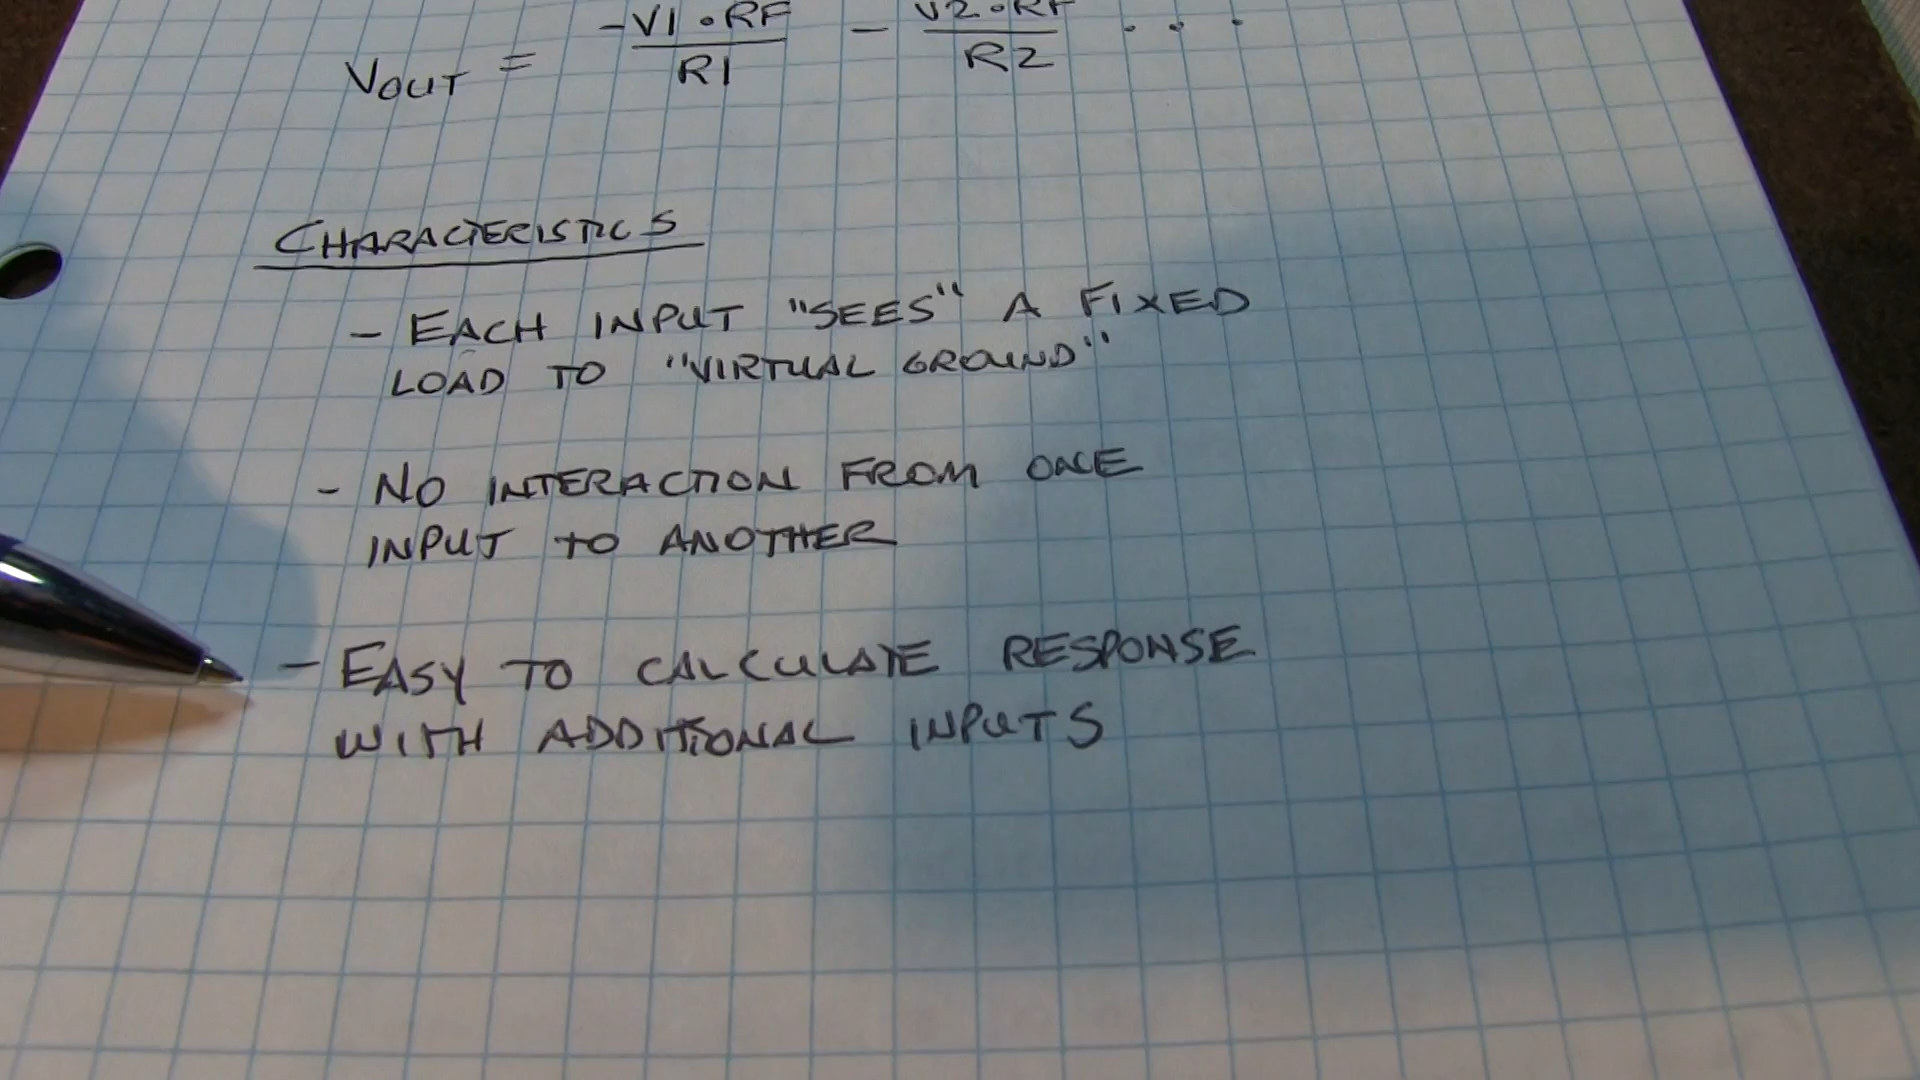 VOUT = -V1·RF/R1 - V2·RF/R2 ...
CHARACTERISTICS
- EACH INPUT "SEES" A FIXED
LOAD TO "VIRTUAL GROUND"
- NO INTERACTION FROM ONE
INPUT TO ANOTHER
- EASY TO CALCULATE RESPONSE
WITH ADDITIONAL INPUTS